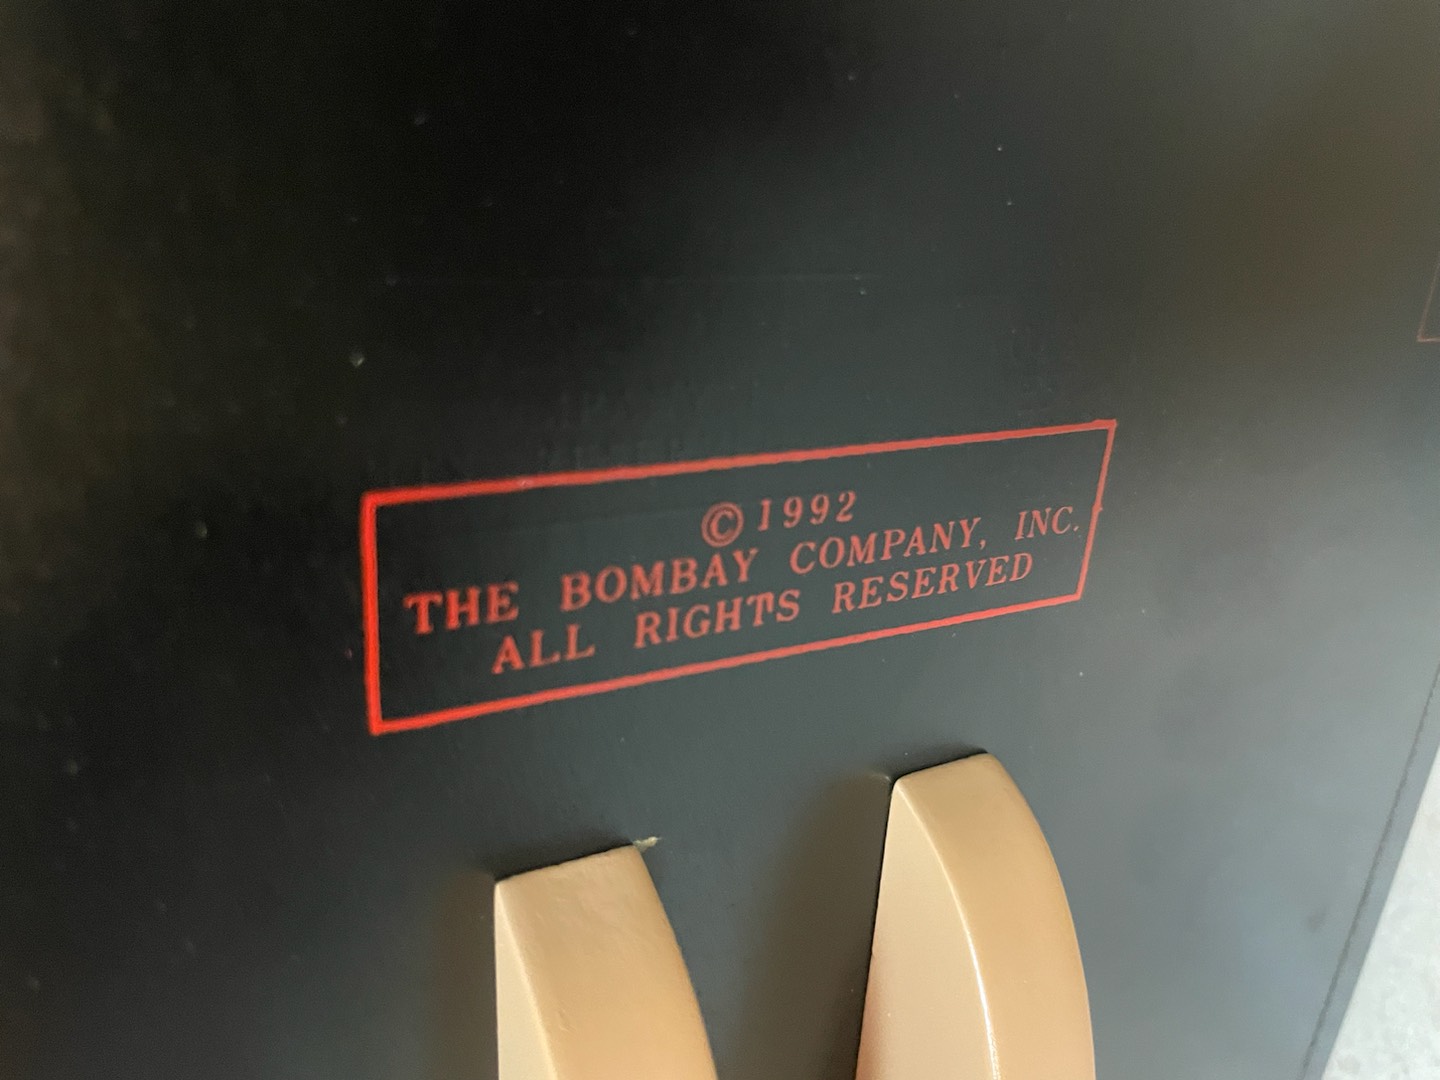 © 1992
THE BOMBAY COMPANY, INC.
ALL RIGHTS RESERVED